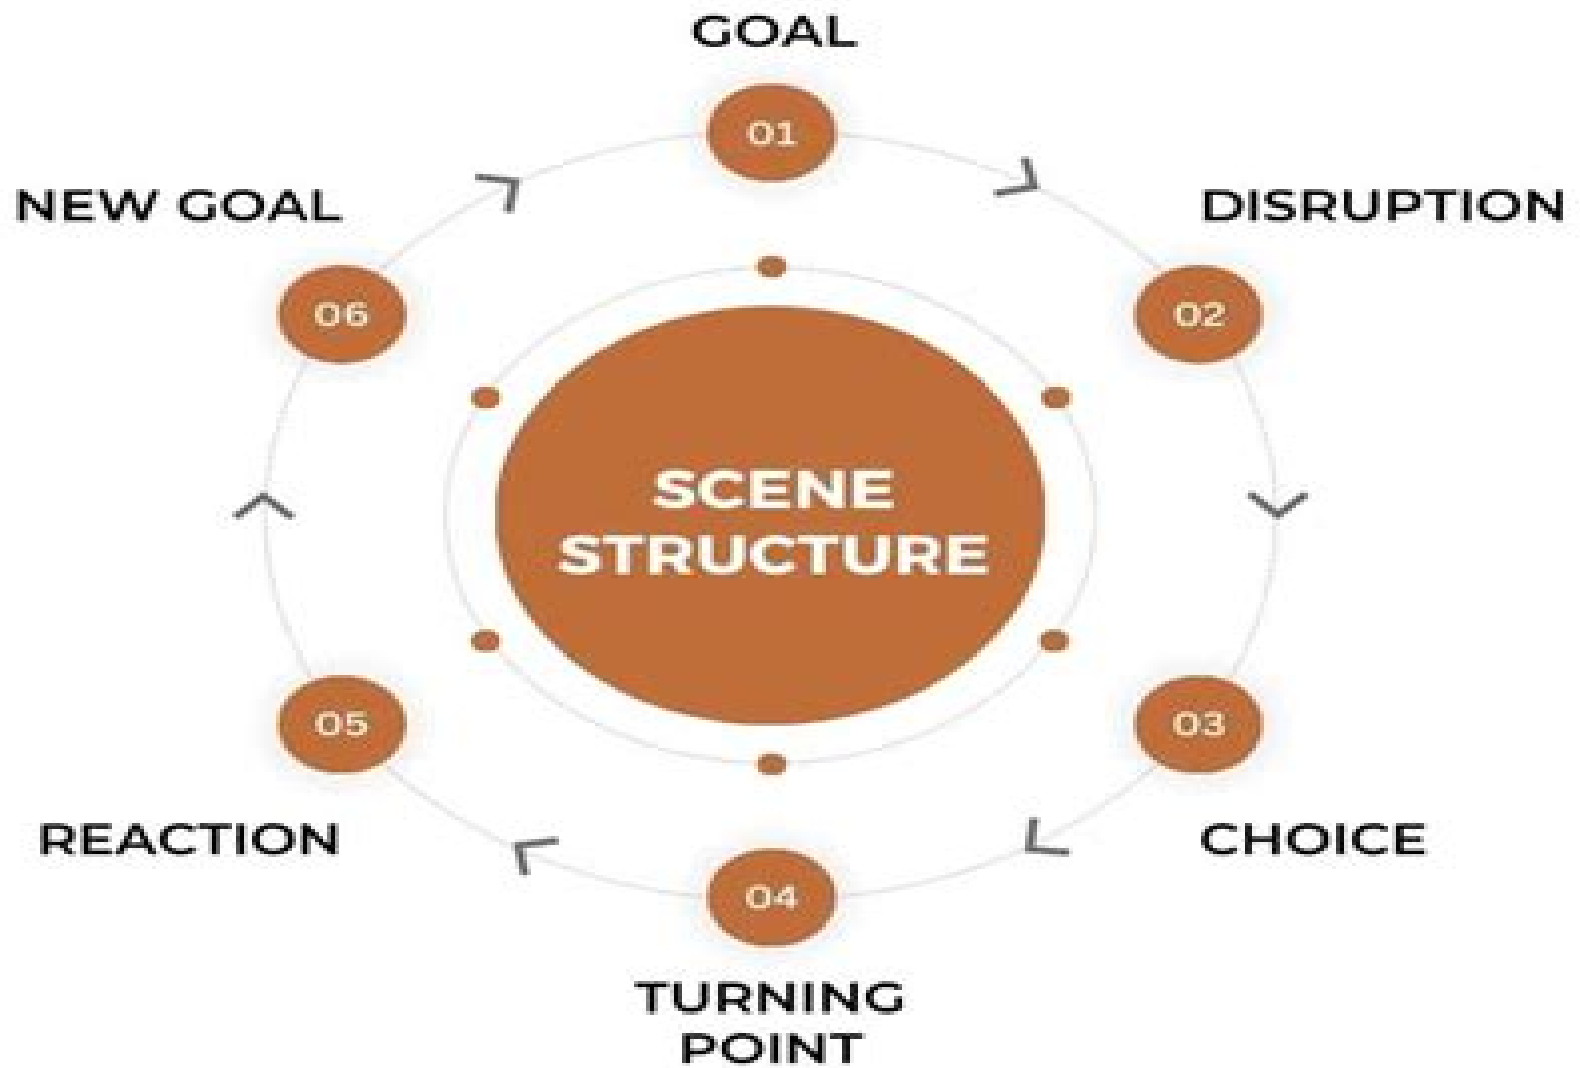 GOAL
01
DISRUPTION
02
03
CHOICE
04
TURNING
POINT
05
REACTION
NEW GOAL
06
SCENE
STRUCTURE